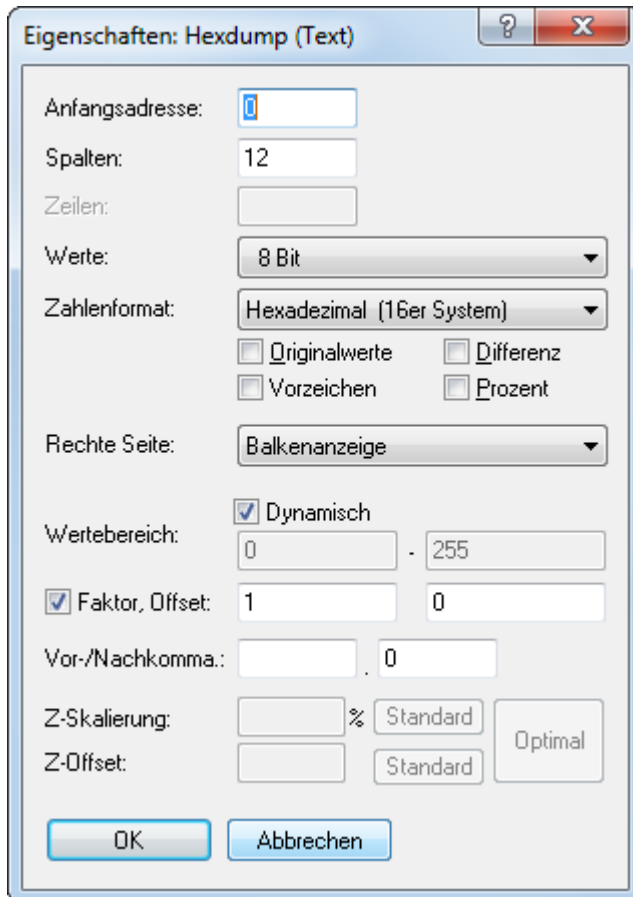 Eigenschaften: Hexdump (Text)
Anfangsadresse: 0
Spalten: 12
Zeilen:
Werte: 8 Bit
Zahlenformat: Hexadezimal (16er System)
Originalwerte Differenz
Vorzeichen Prozent
Rechte Seite: Balkenanzeige
Dynamisch
Wertebereich: 0 - 255
Faktor, Offset: 1 0
Vor-/Nachkomma.: . 0
Z-Skalierung: % Standard
Optimal
Z-Offset: Standard
OK Abbrechen